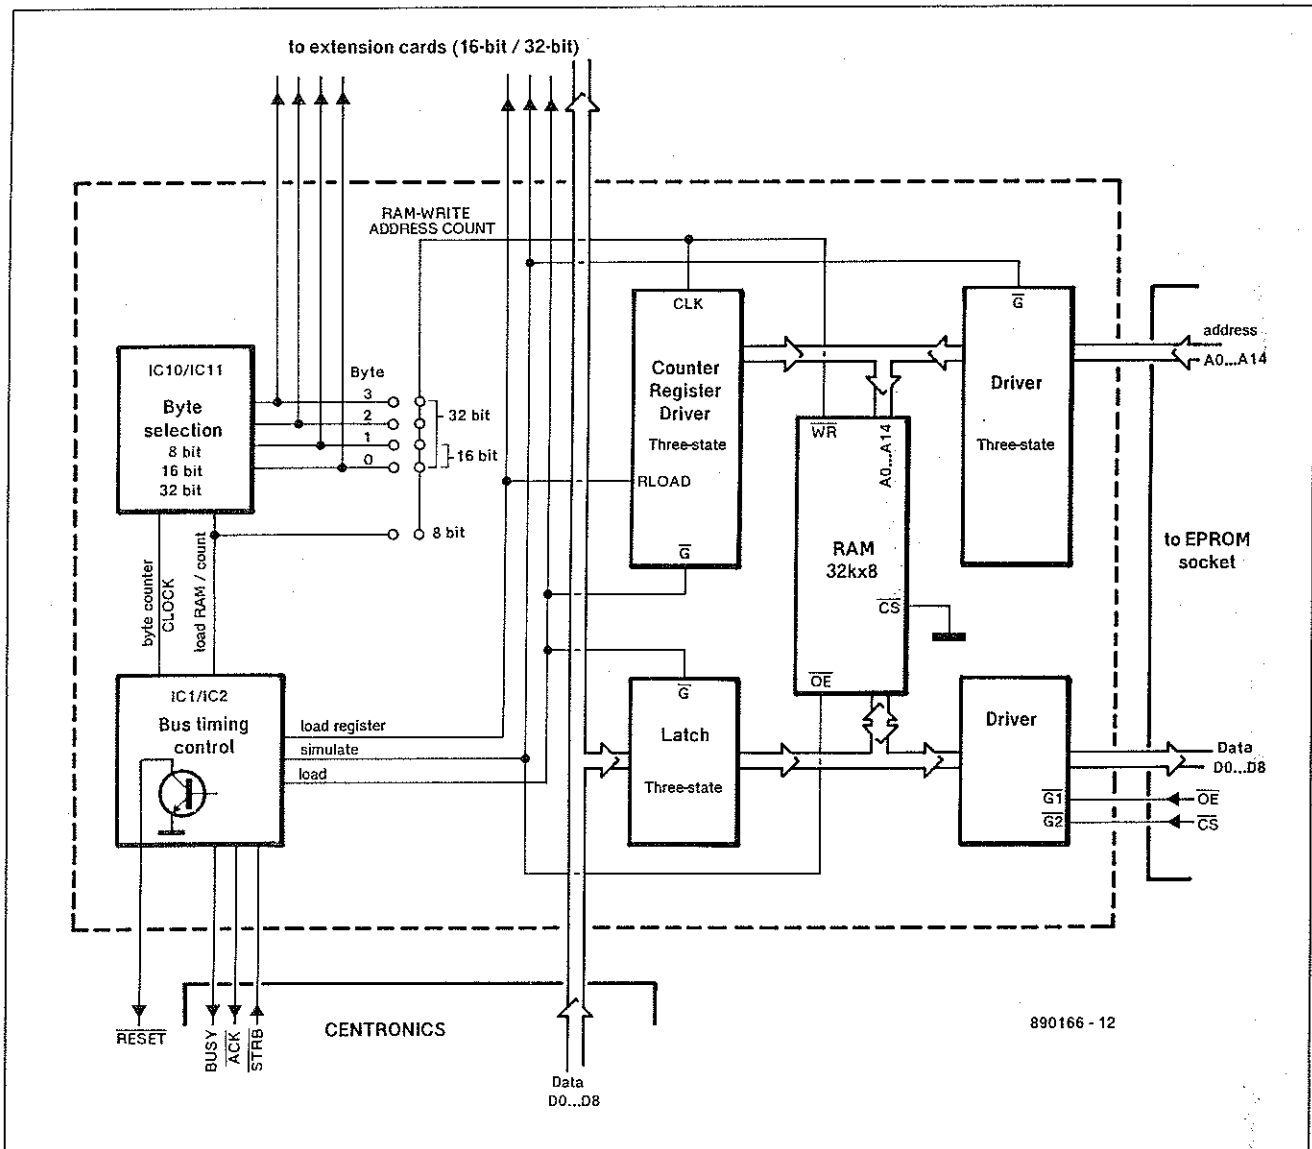 to extension cards (16-bit / 32-bit)
RAM-WRITE
ADDRESS COUNT
IC10/IC11
Byte
selection
8 bit
16 bit
32 bit
Byte
3
2
1
0
32 bit
16 bit
8 bit
byte counter
CLOCK
load RAM / count
CLK
Counter
Register
Driver
Three-state
RLOAD
G
G
Driver
Three-state
address
A0...A14
WR
A0...A14
RAM
32kx8
CS
OE
to EPROM
socket
IC1/IC2
Bus timing
control
load register
simulate
load
G
Latch
Three-state
Driver
G1
G2
Data
D0...D8
OE
CS
RESET
BUSY
ACK
STRB
CENTRONICS
Data
D0...D8
890166 - 12